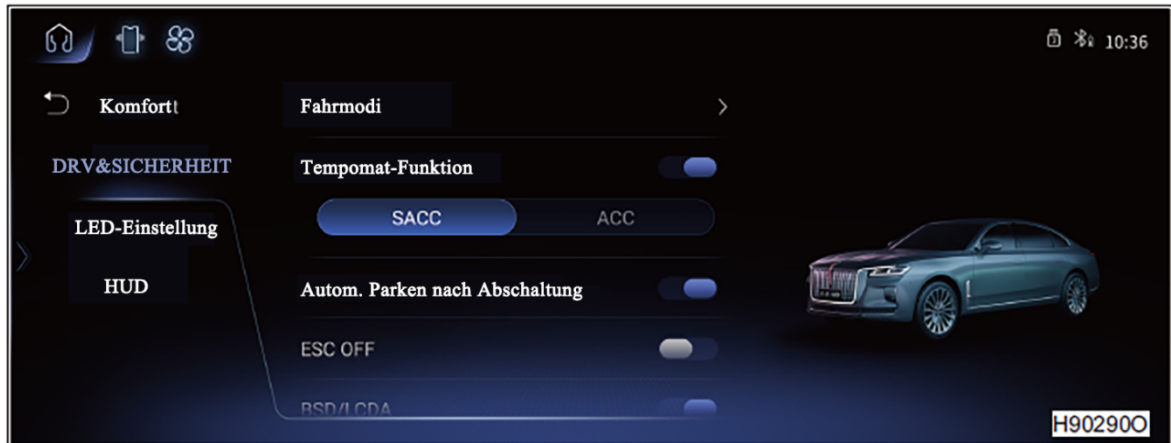 10:36
Komfortt
Fahrmodi
DRV&SICHERHEIT
Tempomat-Funktion
SACC ACC
LED-Einstellung
HUD
Autom. Parken nach Abschaltung
ESC OFF
BSD/LCDA
H90290O